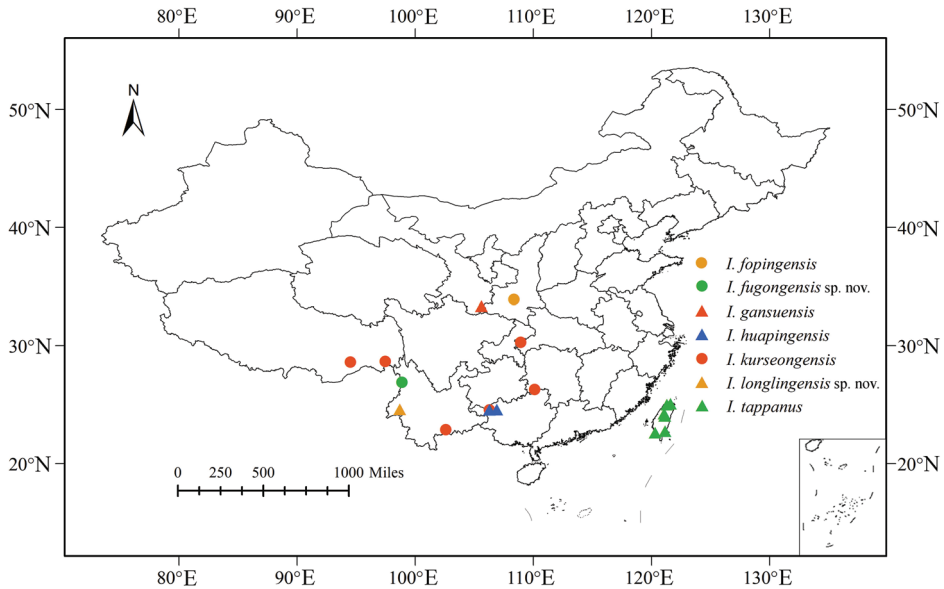 80°E 90°E 100°E 110°E 120°E 130°E
N
50°N 50°N
40°N 40°N
I. fopingensis
I. fugongensis sp. nov.
I. gansuensis
I. huapingensis
30°N 30°N
I. kurseongensis
I. longlingensis sp. nov.
I. tappanus
20°N 20°N
0 250 500 1000 Miles
80°E 90°E 100°E 110°E 120°E 130°E